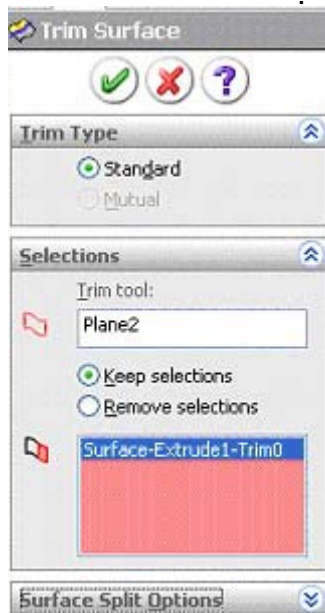 Trim Surface
?
Trim Type
Standard
Mutual
Selections
Trim tool:
Plane2
Keep selections
Remove selections
Surface-Extrude1-Trim0
Surface Split Options